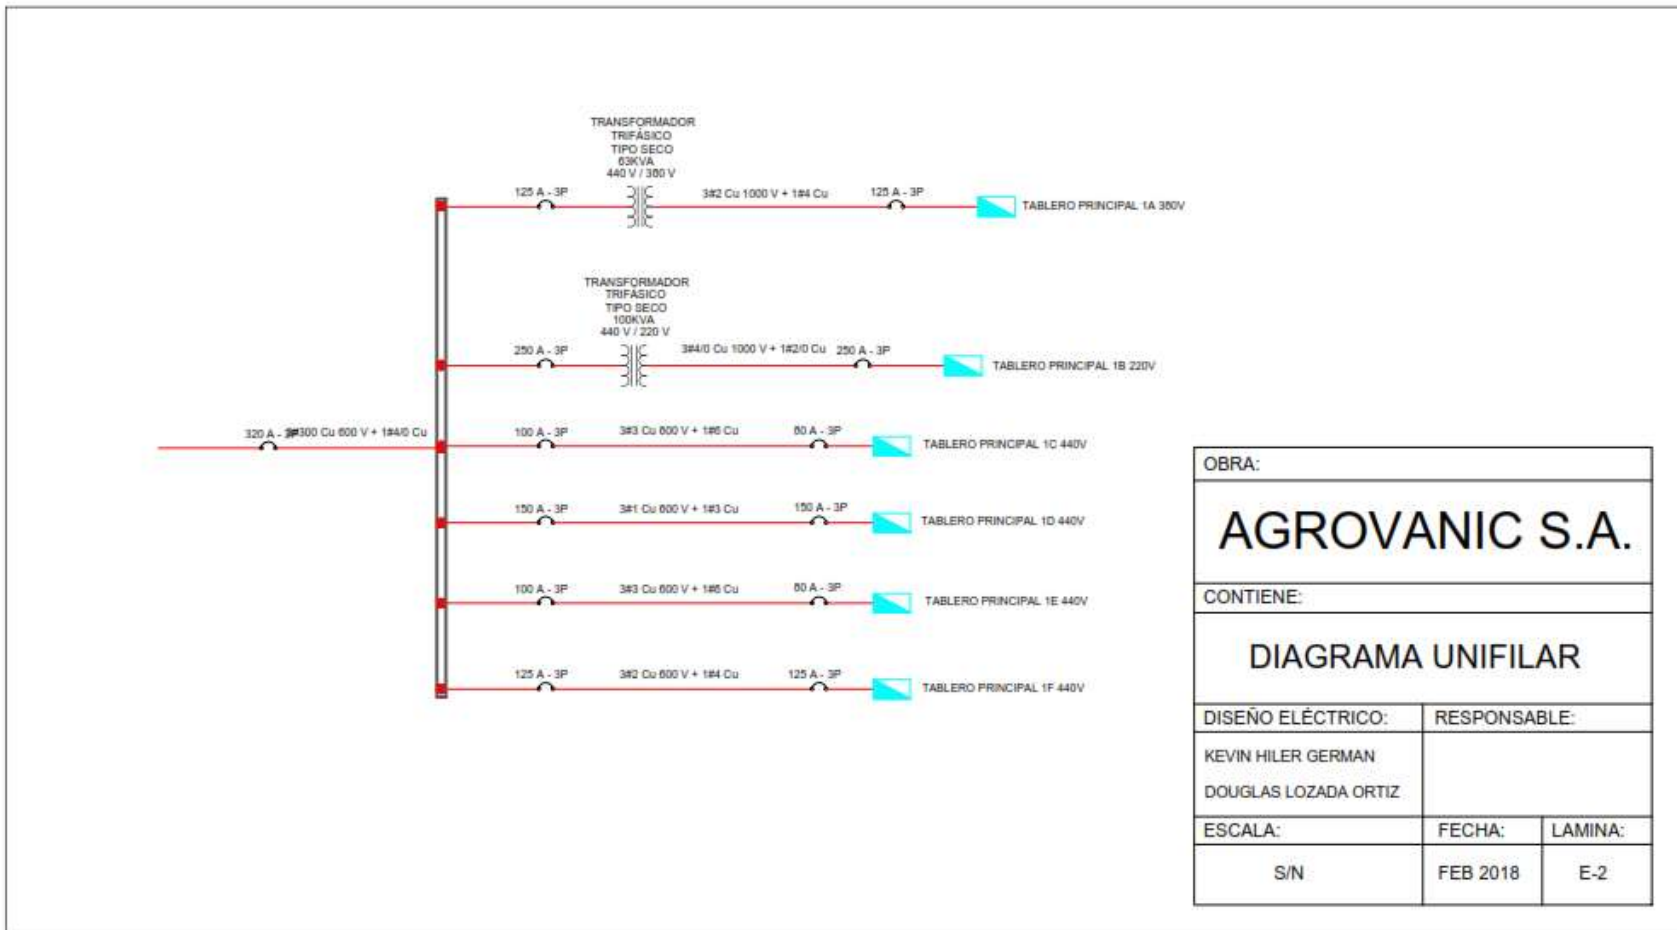 TRANSFORMADOR
TRIFÁSICO
TIPO SECO
63KVA
440 V / 380 V
125 A - 3P
3#2 Cu 1000 V + 1#4 Cu
125 A - 3P
TABLERO PRINCIPAL 1A 380V
TRANSFORMADOR
TRIFÁSICO
TIPO SECO
100KVA
440 V / 220 V
250 A - 3P
3#4/0 Cu 1000 V + 1#2/0 Cu
250 A - 3P
TABLERO PRINCIPAL 1B 220V
320 A - 3P
3#300 Cu 600 V + 1#4/0 Cu
100 A - 3P
3#3 Cu 600 V + 1#6 Cu
80 A - 3P
TABLERO PRINCIPAL 1C 440V
150 A - 3P
3#1 Cu 600 V + 1#3 Cu
150 A - 3P
TABLERO PRINCIPAL 1D 440V
100 A - 3P
3#3 Cu 600 V + 1#6 Cu
80 A - 3P
TABLERO PRINCIPAL 1E 440V
125 A - 3P
3#2 Cu 600 V + 1#4 Cu
125 A - 3P
TABLERO PRINCIPAL 1F 440V
OBRA:
AGROVANIC S.A.
CONTIENE:
DIAGRAMA UNIFILAR
DISEÑO ELÉCTRICO:
RESPONSABLE:
KEVIN HILER GERMAN
DOUGLAS LOZADA ORTIZ
ESCALA:
FECHA:
LAMINA:
S/N
FEB 2018
E-2